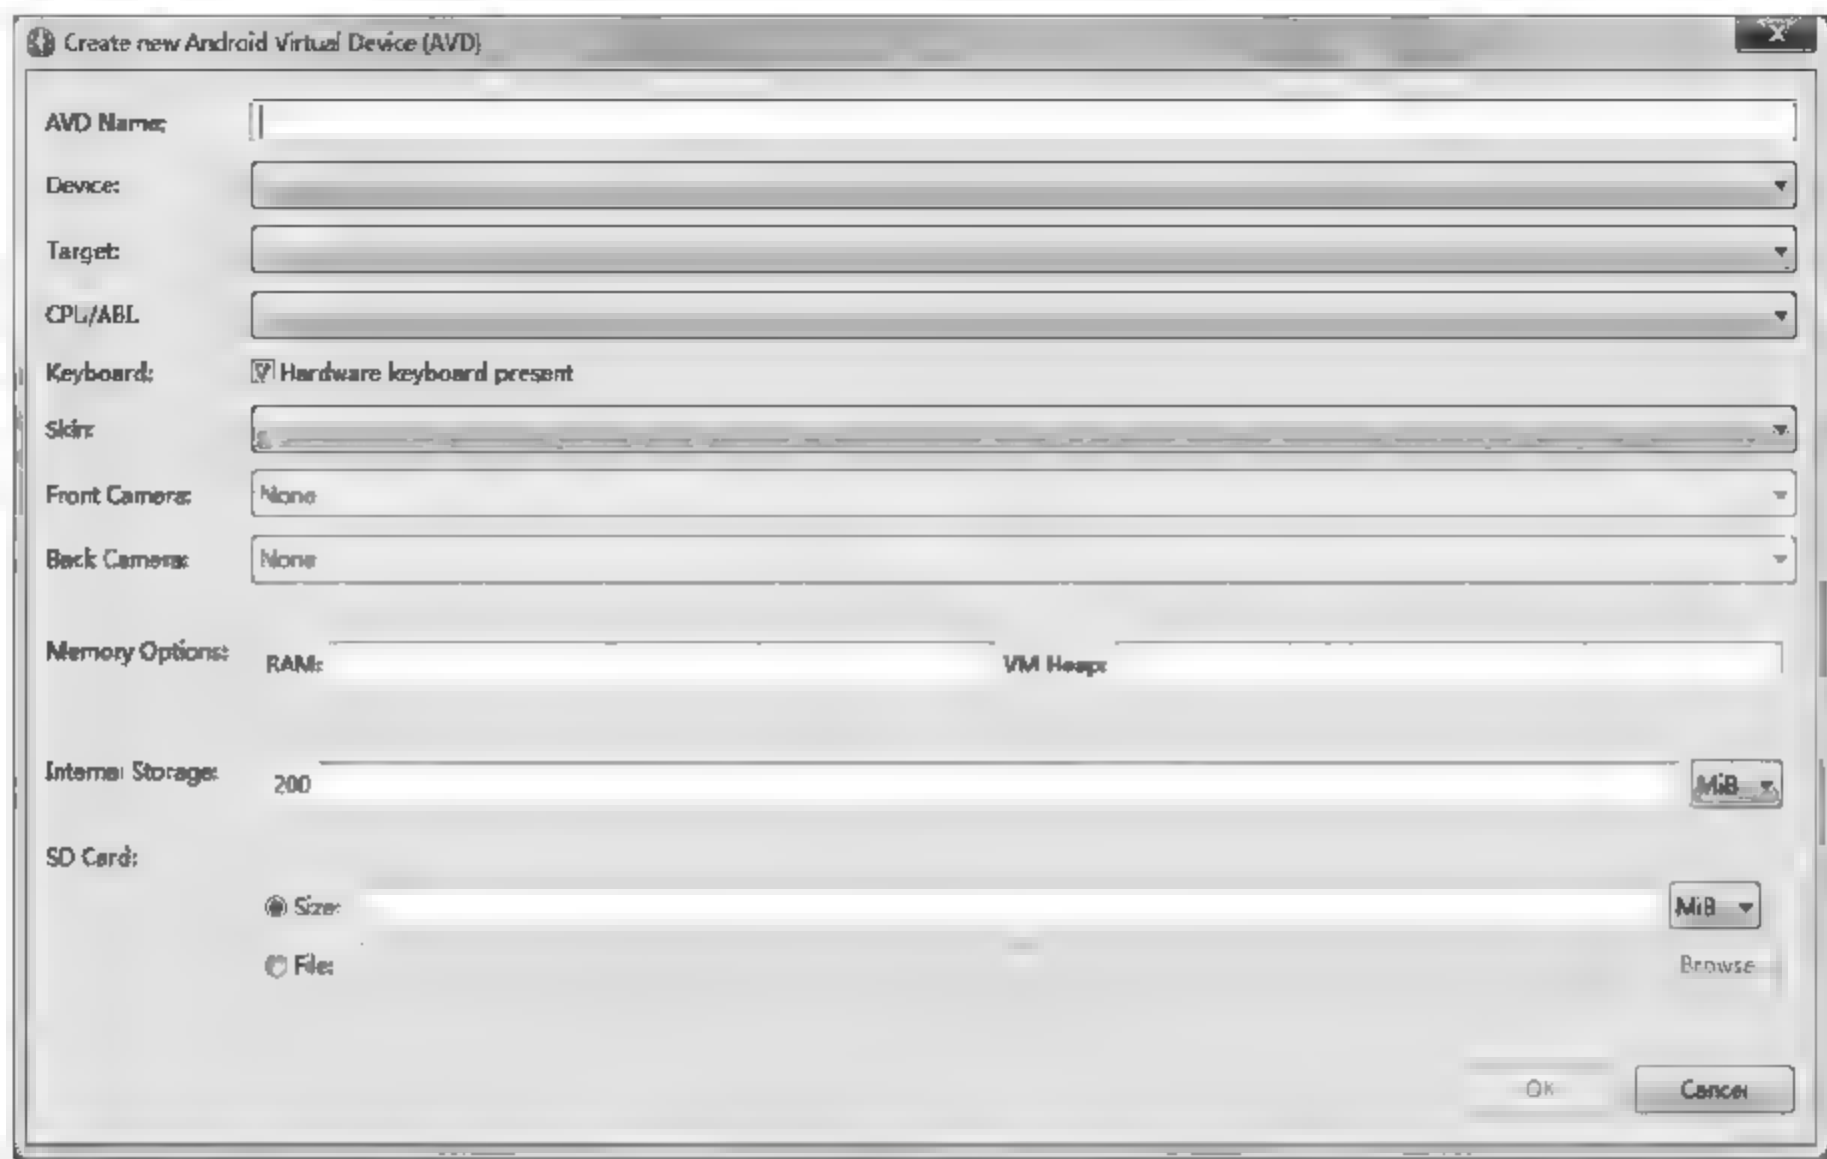 Create new Android Virtual Device (AVD)
X
AVD Name:
Device:
Target:
CPU/ABI:
Keyboard: Hardware keyboard present
Skin:
Front Camera: None
Back Camera: None
Memory Options: RAM: VM Heap:
Internal Storage: 200 MiB
SD Card:
Size: MiB
File: Browse
OK Cancel